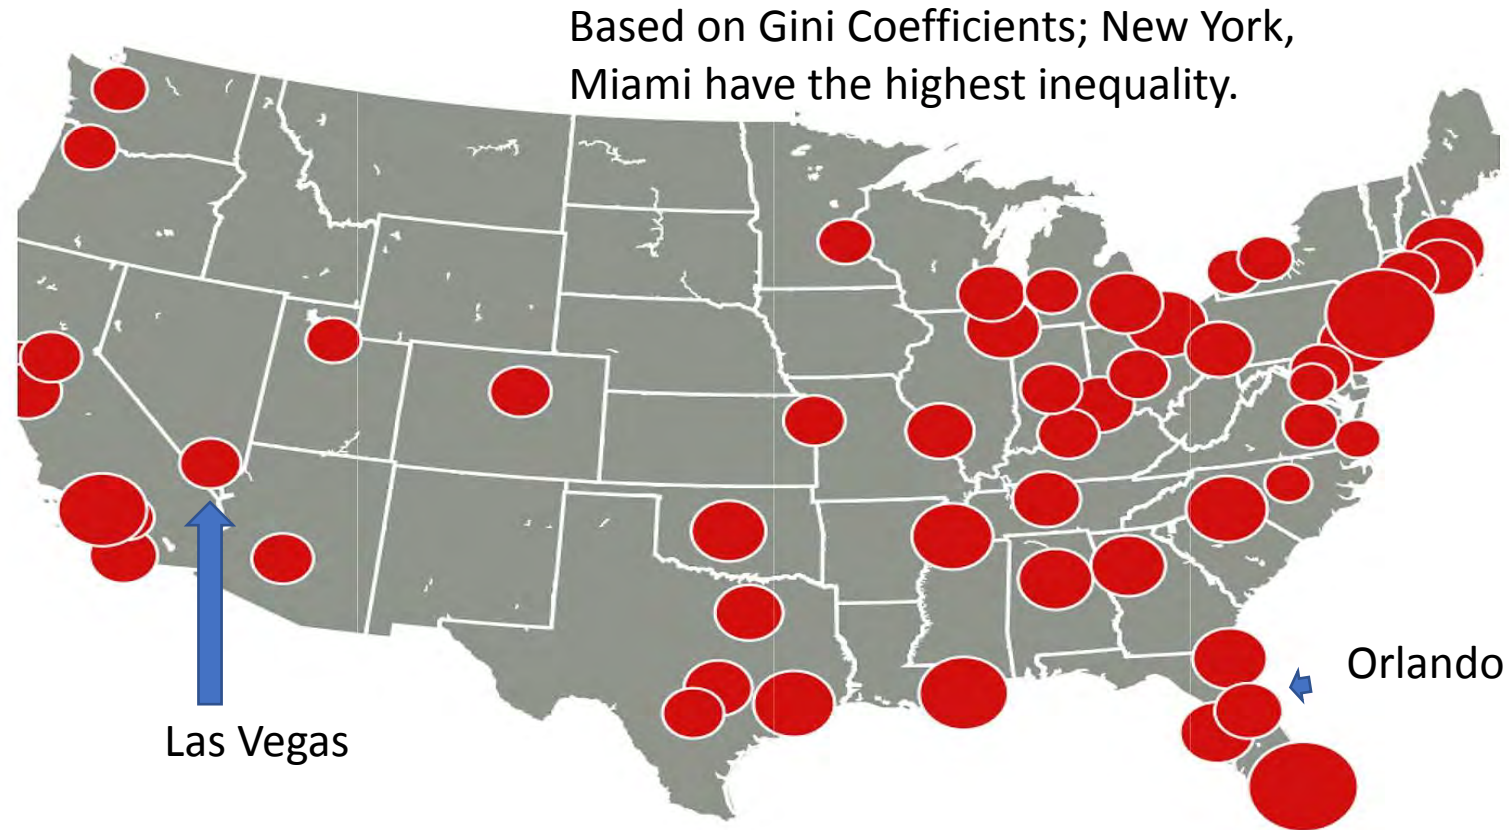 Based on Gini Coefficients; New York,
Miami have the highest inequality.
Orlando
Las Vegas